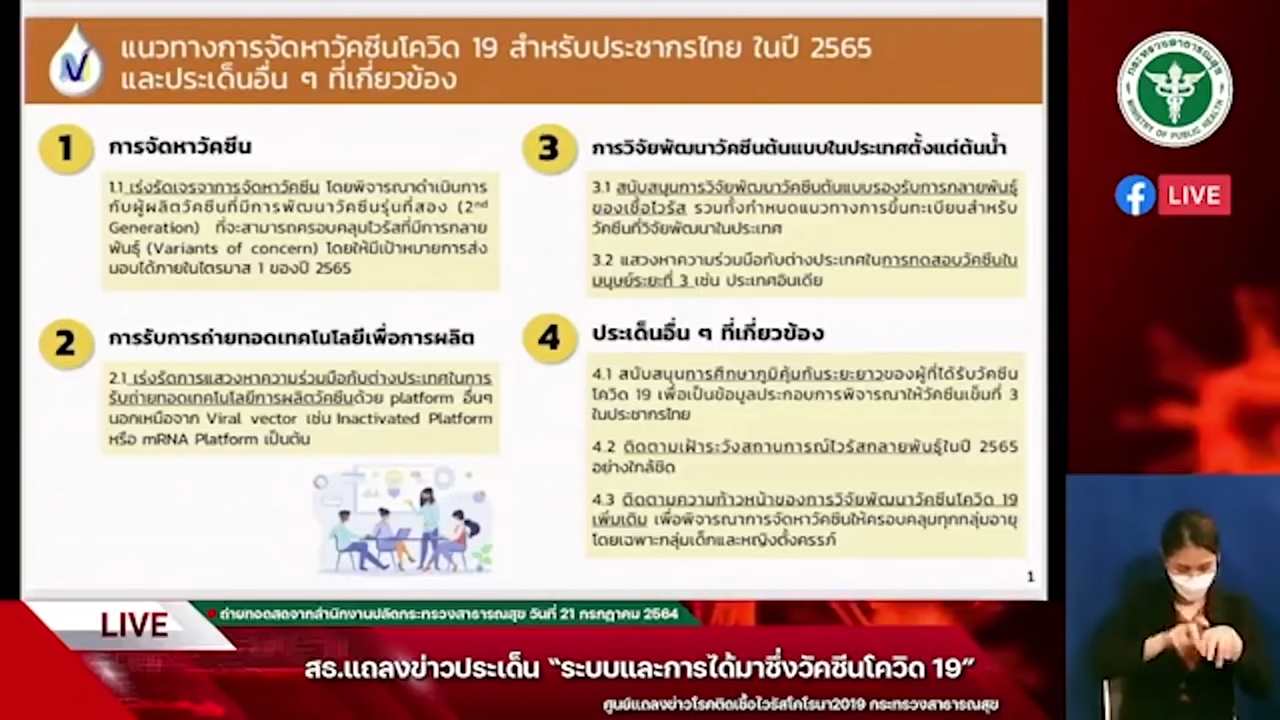 แนวทางการจัดหาวัคซีนโควิด 19 สำหรับประชากรไทย ในปี 2565
และประเด็นอื่น ๆ ที่เกี่ยวข้อง
1 การจัดหาวัคซีน
1.1 เร่งรัดเจรจาการจัดหาวัคซีน โดยพิจารณาดำเนินการ
กับผู้ผลิตวัคซีนที่มีการพัฒนาวัคซีนรุ่นที่สอง (2nd
Generation) ที่จะสามารถครอบคลุมไวรัสที่มีการกลาย
พันธุ์ (Variants of concern) โดยให้มีเป้าหมายการส่ง
มอบได้ภายในไตรมาส 1 ของปี 2565
2 การรับการถ่ายทอดเทคโนโลยีเพื่อการผลิต
2.1 เร่งรัดการแสวงหาความร่วมมือกับต่างประเทศในการ
รับถ่ายทอดเทคโนโลยีการผลิตวัคซีนด้วย platform อื่นๆ
นอกเหนือจาก Viral vector เช่น Inactivated Platform
หรือ mRNA Platform เป็นต้น
3 การวิจัยพัฒนาวัคซีนต้นแบบในประเทศตั้งแต่ต้นน้ำ
3.1 สนับสนุนการวิจัยพัฒนาวัคซีนต้นแบบรองรับการกลายพันธุ์
ของเชื้อไวรัส รวมทั้งกำหนดแนวทางการขึ้นทะเบียนสำหรับ
วัคซีนที่วิจัยพัฒนาในประเทศ
3.2 แสวงหาความร่วมมือกับต่างประเทศในการทดสอบวัคซีนใน
มนุษย์ระยะที่ 3 เช่น ประเทศอินเดีย
4 ประเด็นอื่น ๆ ที่เกี่ยวข้อง
4.1 สนับสนุนการศึกษาภูมิคุ้มกันระยะยาวของผู้ที่ได้รับวัคซีน
โควิด 19 เพื่อเป็นข้อมูลประกอบการพิจารณาให้วัคซีนเข็มที่ 3
ในประชากรไทย
4.2 ติดตามเฝ้าระวังสถานการณ์ไวรัสกลายพันธุ์ในปี 2565
อย่างใกล้ชิด
4.3 ติดตามความก้าวหน้าของการวิจัยพัฒนาวัคซีนโควิด 19
เพิ่มเติม เพื่อพิจารณาการจัดหาวัคซีนให้ครอบคลุมทุกกลุ่มอายุ
โดยเฉพาะกลุ่มเด็กและหญิงตั้งครรภ์
1
กระทรวงสาธารณสุข
MINISTRY OF PUBLIC HEALTH
LIVE
LIVE
ถ่ายทอดสดจากสำนักงานปลัดกระทรวงสาธารณสุข วันที่ 21 กรกฎาคม 2564
สธ.แถลงข่าวประเด็น “ระบบและการได้มาซึ่งวัคซีนโควิด 19”
ศูนย์แถลงข่าวโรคติดเชื้อไวรัสโคโรนา2019 กระทรวงสาธารณสุข